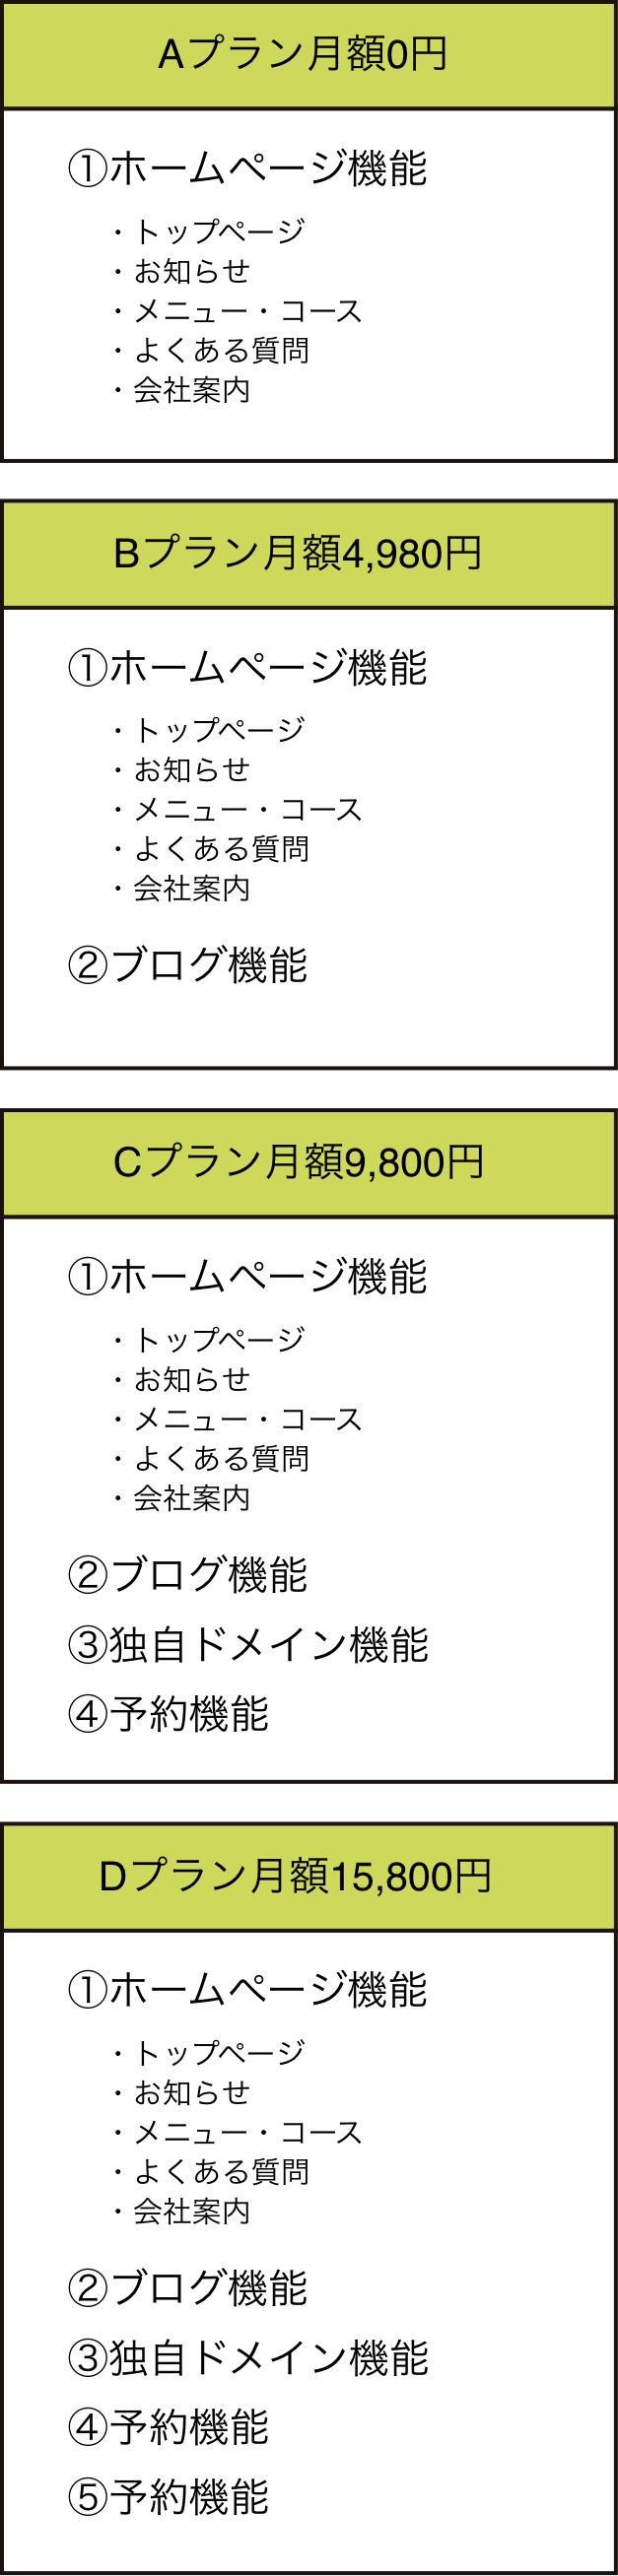 Aプラン月額0円
①ホームページ機能
・トップページ
・お知らせ
・メニュー・コース
・よくある質問
・会社案内
Bプラン月額4,980円
①ホームページ機能
・トップページ
・お知らせ
・メニュー・コース
・よくある質問
・会社案内
②ブログ機能
Cプラン月額9,800円
①ホームページ機能
・トップページ
・お知らせ
・メニュー・コース
・よくある質問
・会社案内
②ブログ機能
③独自ドメイン機能
④予約機能
Dプラン月額15,800円
①ホームページ機能
・トップページ
・お知らせ
・メニュー・コース
・よくある質問
・会社案内
②ブログ機能
③独自ドメイン機能
④予約機能
⑤予約機能